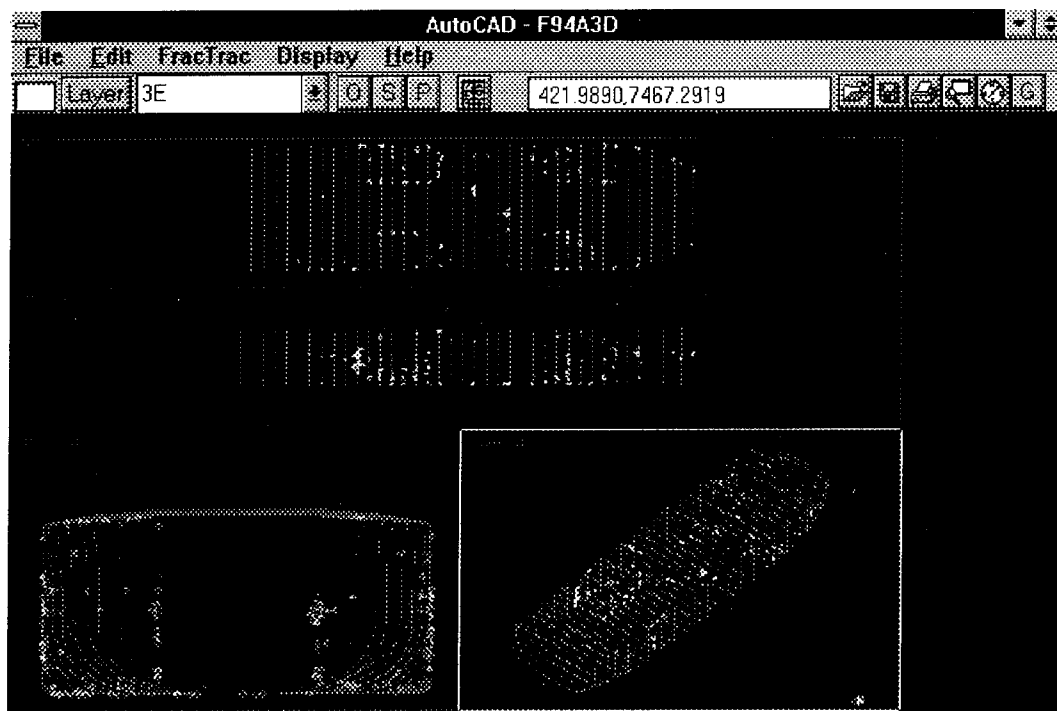 AutoCAD - F94A3D
File Edit FracTrac Display Help
Layer 3E O S P 421.9890,7467.2919 G